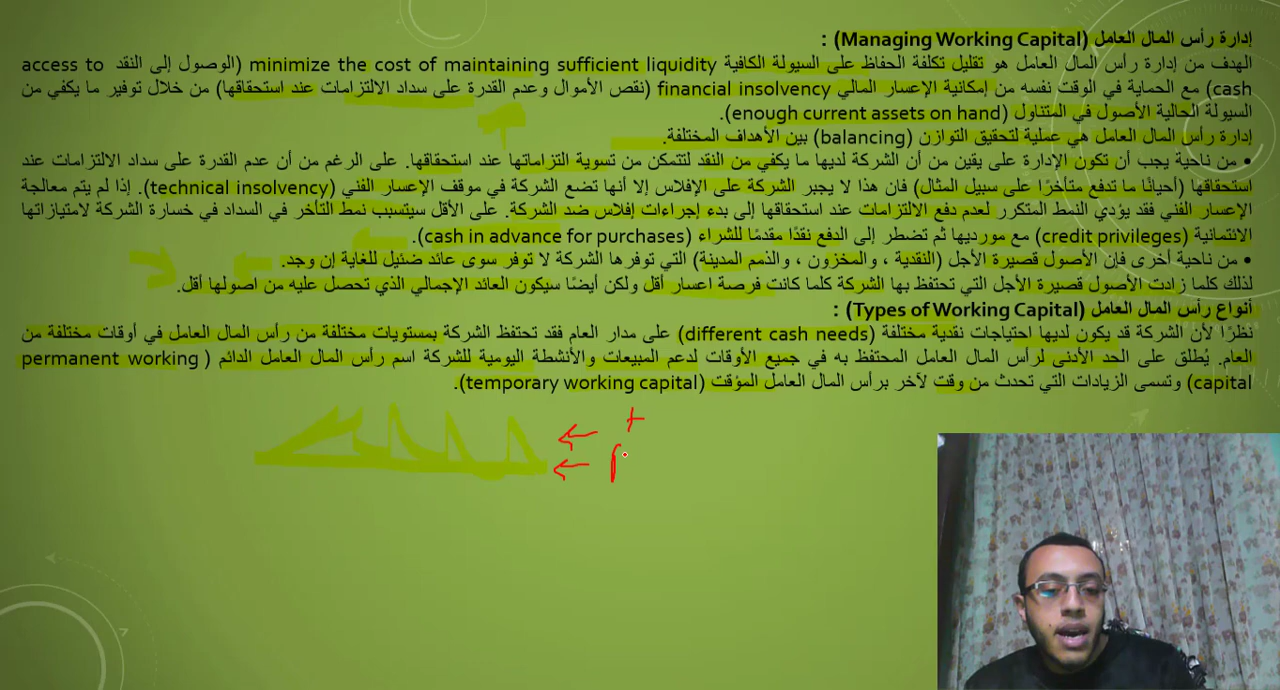 إدارة رأس المال العامل (Managing Working Capital) :
الهدف من إدارة رأس المال العامل هو تقليل تكلفة الحفاظ على السيولة الكافية minimize the cost of maintaining sufficient liquidity (الوصول إلى النقد access to
cash) مع الحماية في الوقت نفسه من إمكانية الإعسار المالي financial insolvency (نقص الأموال وعدم القدرة على سداد الالتزامات عند استحقاقها) من خلال توفير ما يكفي من
السيولة الحالية الأصول في المتناول (enough current assets on hand).
إدارة رأس المال العامل هي عملية لتحقيق التوازن (balancing) بين الأهداف المختلفة.
• من ناحية يجب أن تكون الإدارة على يقين من أن الشركة لديها ما يكفي من النقد لتتمكن من تسوية التزاماتها عند استحقاقها. على الرغم من أن عدم القدرة على سداد الالتزامات عند
استحقاقها (أحيانًا ما تدفع متأخرًا على سبيل المثال) فان هذا لا يجبر الشركة على الإفلاس إلا أنها تضع الشركة في موقف الإعسار الفني (technical insolvency). إذا لم يتم معالجة
الإعسار الفني فقد يؤدي النمط المتكرر لعدم دفع الالتزامات عند استحقاقها إلى بدء إجراءات إفلاس ضد الشركة. على الأقل سيتسبب نمط التأخر في السداد في خسارة الشركة لامتيازاتها
الائتمانية (credit privileges) مع مورديها ثم تضطر إلى الدفع نقدًا مقدمًا للشراء (cash in advance for purchases).
• من ناحية أخرى فإن الأصول قصيرة الأجل (النقدية ، والمخزون ، والذمم المدينة) التي توفرها الشركة لا توفر سوى عائد ضئيل للغاية إن وجد.
لذلك كلما زادت الأصول قصيرة الأجل التي تحتفظ بها الشركة كلما كانت فرصة اعسار أقل ولكن أيضًا سيكون العائد الإجمالي الذي تحصل عليه من اصولها أقل.
أنواع رأس المال العامل (Types of Working Capital) :
نظرًا لأن الشركة قد يكون لديها احتياجات نقدية مختلفة (different cash needs) على مدار العام فقد تحتفظ الشركة بمستويات مختلفة من رأس المال العامل في أوقات مختلفة من
العام. يُطلق على الحد الأدنى لرأس المال العامل المحتفظ به في جميع الأوقات لدعم المبيعات والأنشطة اليومية للشركة اسم رأس المال العامل الدائم (permanent working
capital) وتسمى الزيادات التي تحدث من وقت لآخر برأس المال العامل المؤقت (temporary working capital).